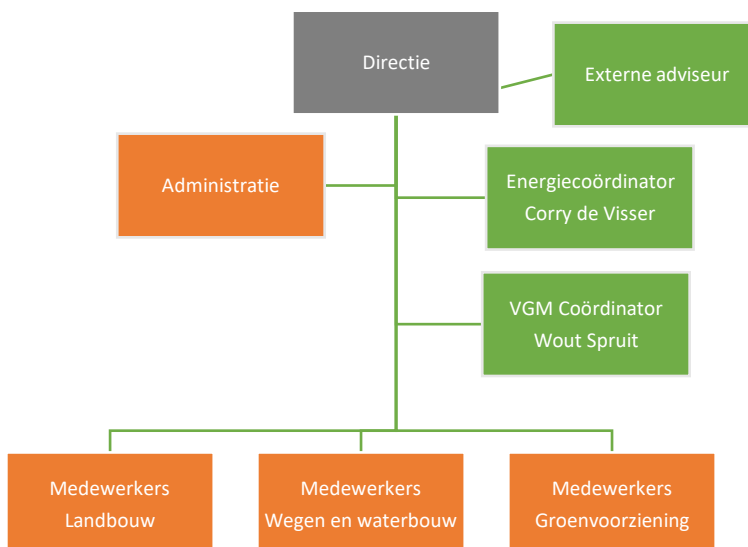 Directie
Externe adviseur
Administratie
Energiecoördinator
Corry de Visser
VGM Coördinator
Wout Spruit
Medewerkers
Landbouw
Medewerkers
Wegen en waterbouw
Medewerkers
Groenvoorziening